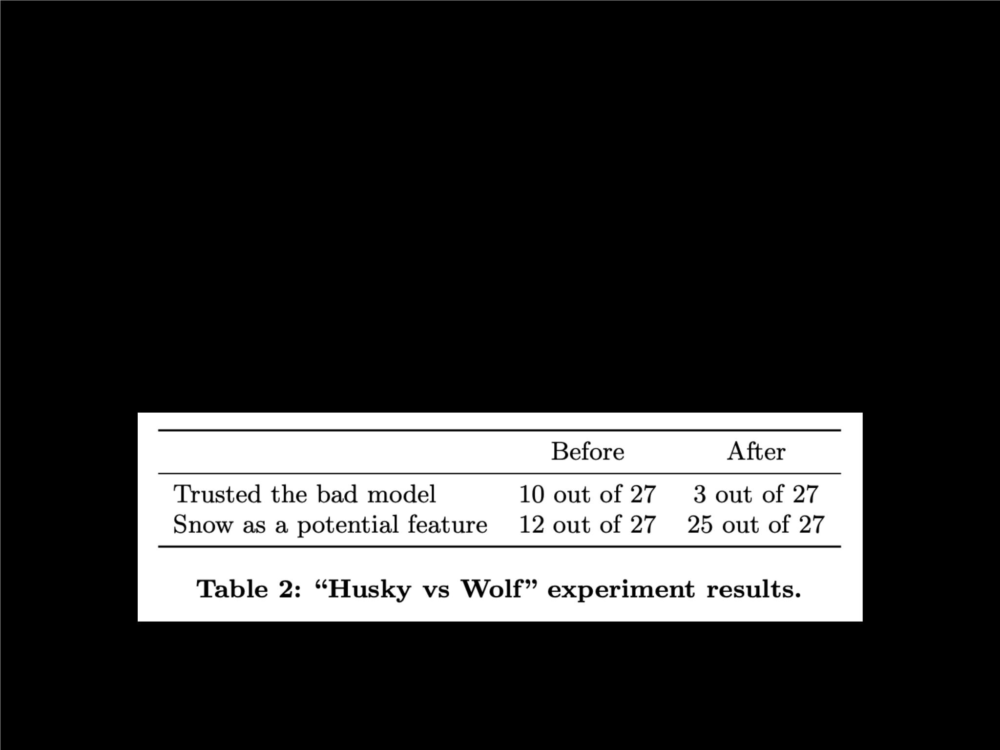 Before After
Trusted the bad model 10 out of 27 3 out of 27
Snow as a potential feature 12 out of 27 25 out of 27
Table 2: “Husky vs Wolf” experiment results.